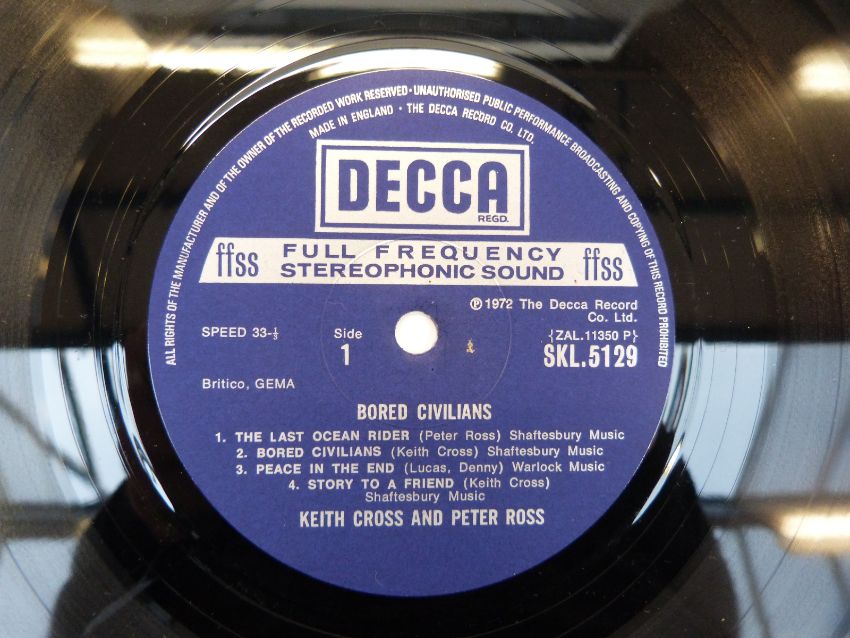 ALL RIGHTS OF THE MANUFACTURER AND OF THE OWNER OF THE RECORDED WORK RESERVED · UNAUTHORISED PUBLIC PERFORMANCE BROADCASTING AND COPYING OF THIS RECORD PROHIBITED
MADE IN ENGLAND · THE DECCA RECORD CO. LTD.
DECCA
REGD.
ffss FULL FREQUENCY STEREOPHONIC SOUND ffss
℗ 1972 The Decca Record
Co. Ltd.
SPEED 33-⅓
Side
1
{ZAL.11350 P}
SKL.5129
Britico, GEMA
BORED CIVILIANS
1. THE LAST OCEAN RIDER (Peter Ross) Shaftesbury Music
2. BORED CIVILIANS (Keith Cross) Shaftesbury Music
3. PEACE IN THE END (Lucas, Denny) Warlock Music
4. STORY TO A FRIEND (Keith Cross)
Shaftesbury Music
KEITH CROSS AND PETER ROSS